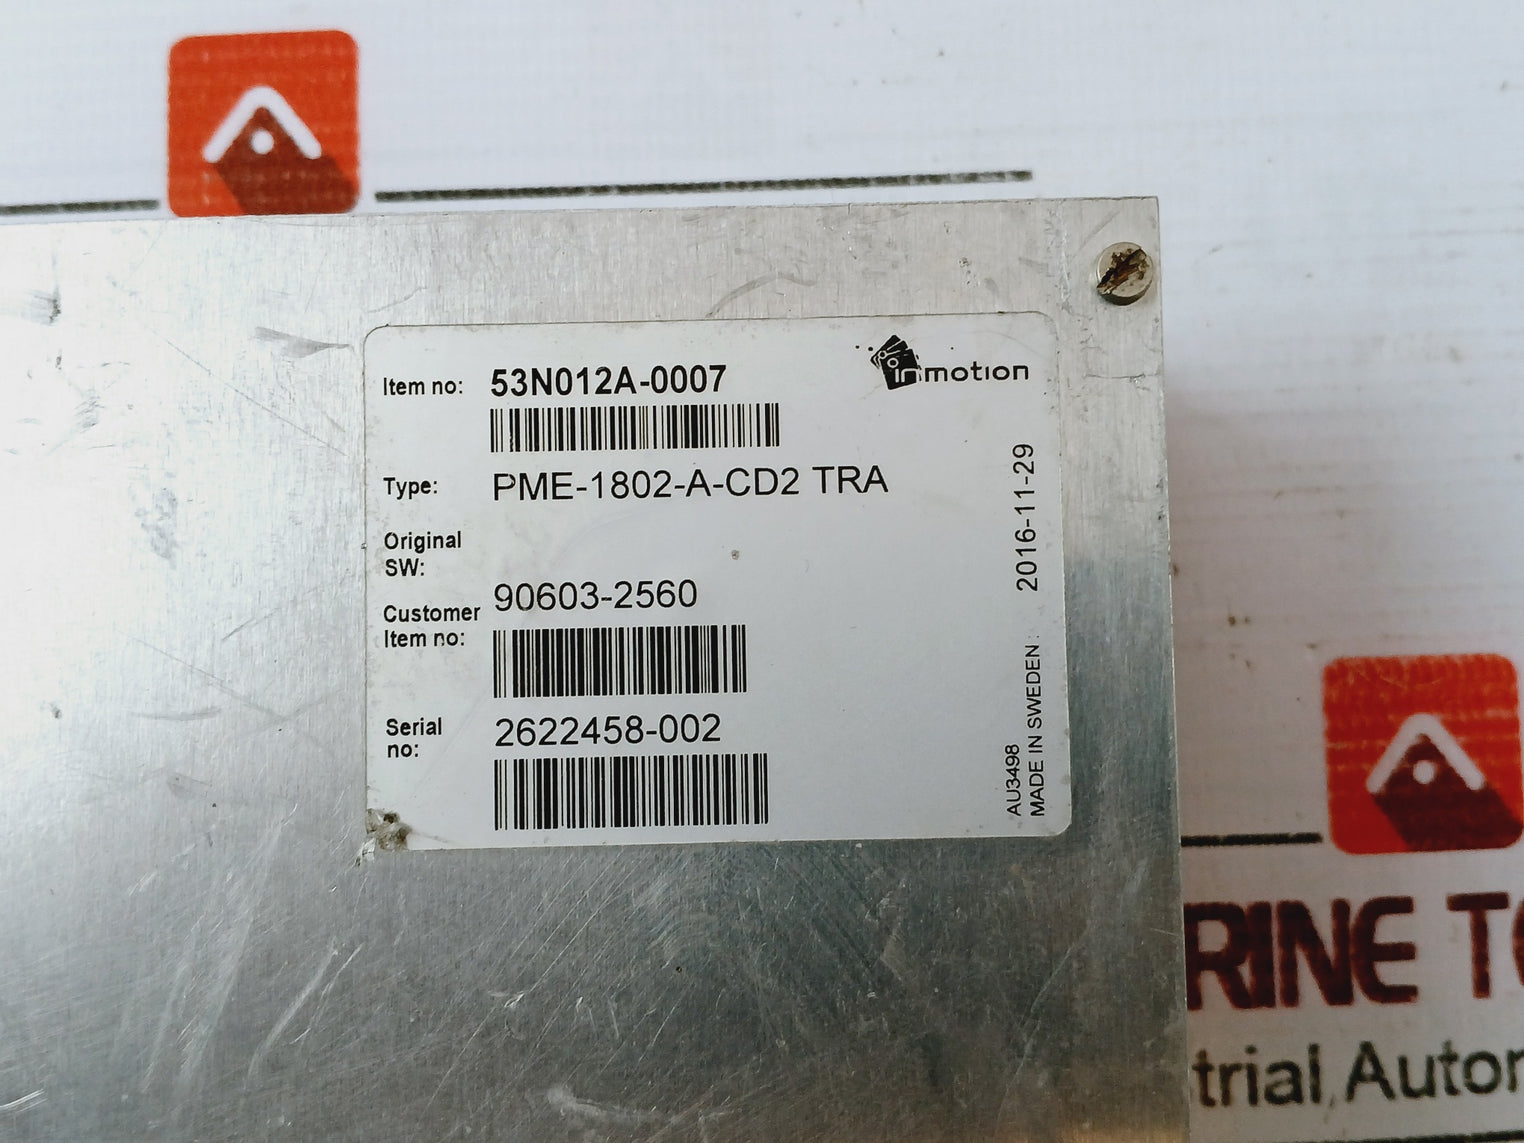 Item no: 53N012A-0007
inmotion
Type: PME-1802-A-CD2 TRA
Original
SW:
Customer 90603-2560
Item no:
Serial 2622458-002
no:
AU3498
MADE IN SWEDEN : 2016-11-29
RINE T
trial Autor